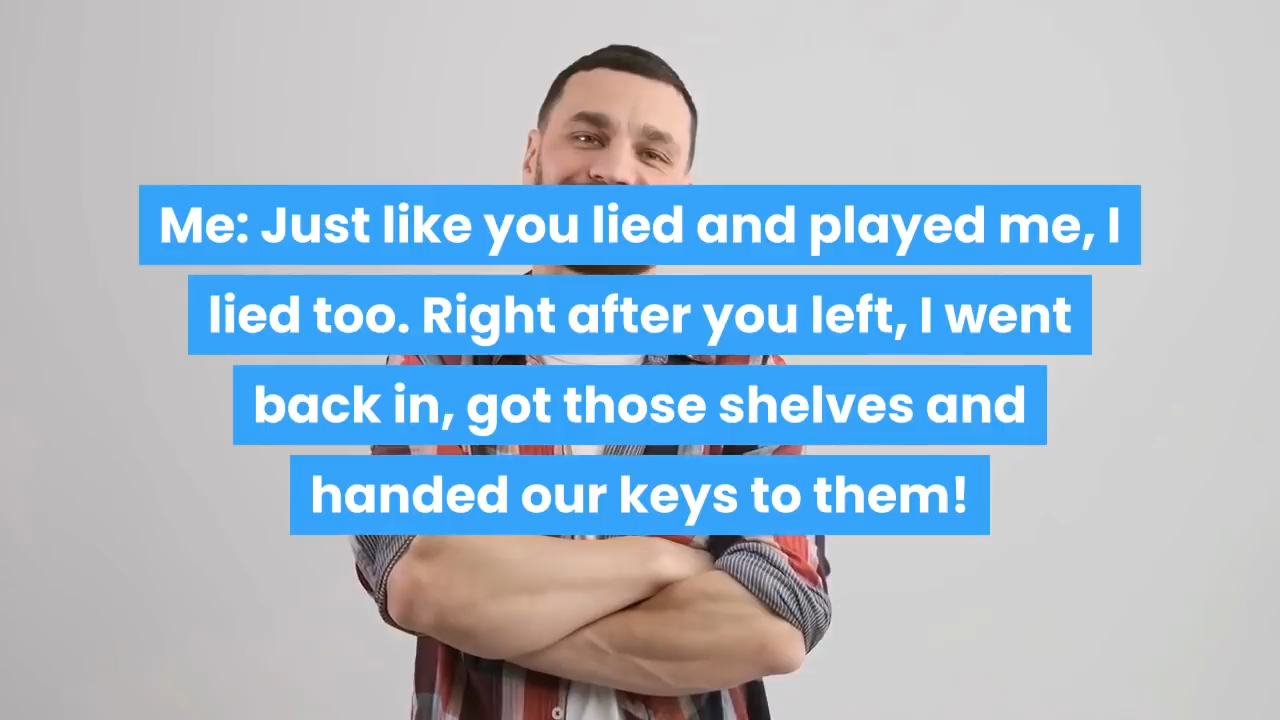 Me: Just like you lied and played me, I
lied too. Right after you left, I went
back in, got those shelves and
handed our keys to them!